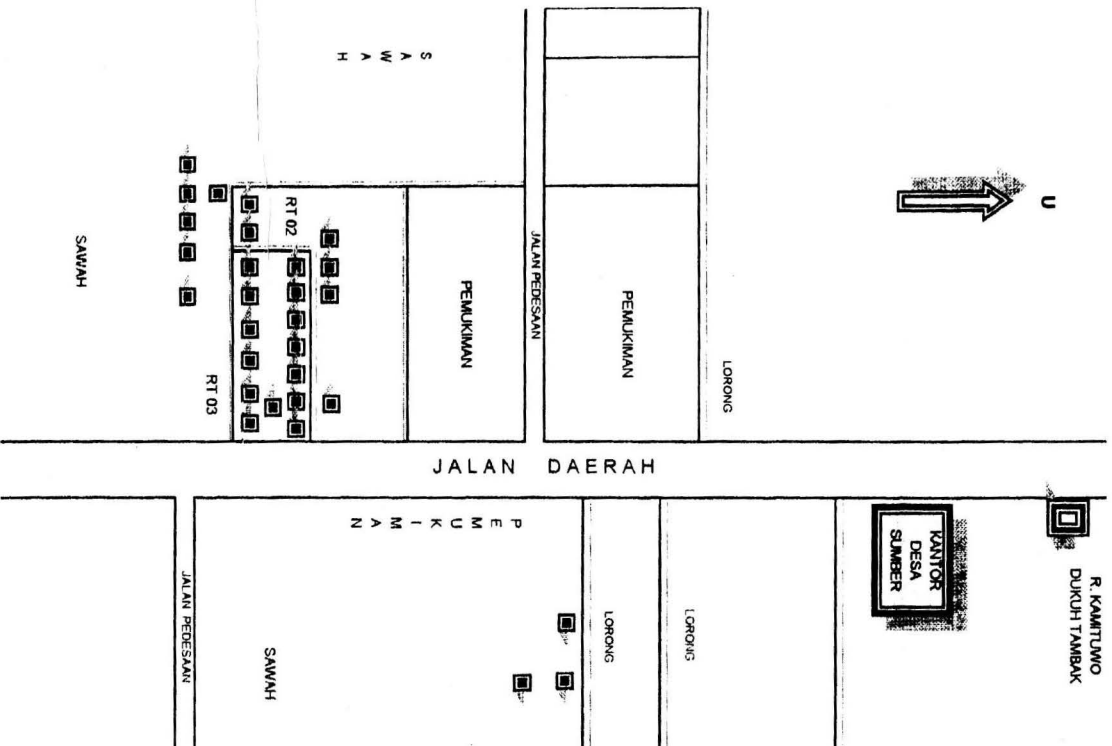 U
R. KAMITUWO
DUKUH TAMBAK
KANTOR
DESA
SUMBER
LORONG
PEMUKIMAN
JALAN PEDESAAN
PEMUKIMAN
SAWAH
RT 02
RT 03
SAWAH
JALAN DAERAH
LORONG
LORONG
PEMUKIMAN
SAWAH
JALAN PEDESAAN